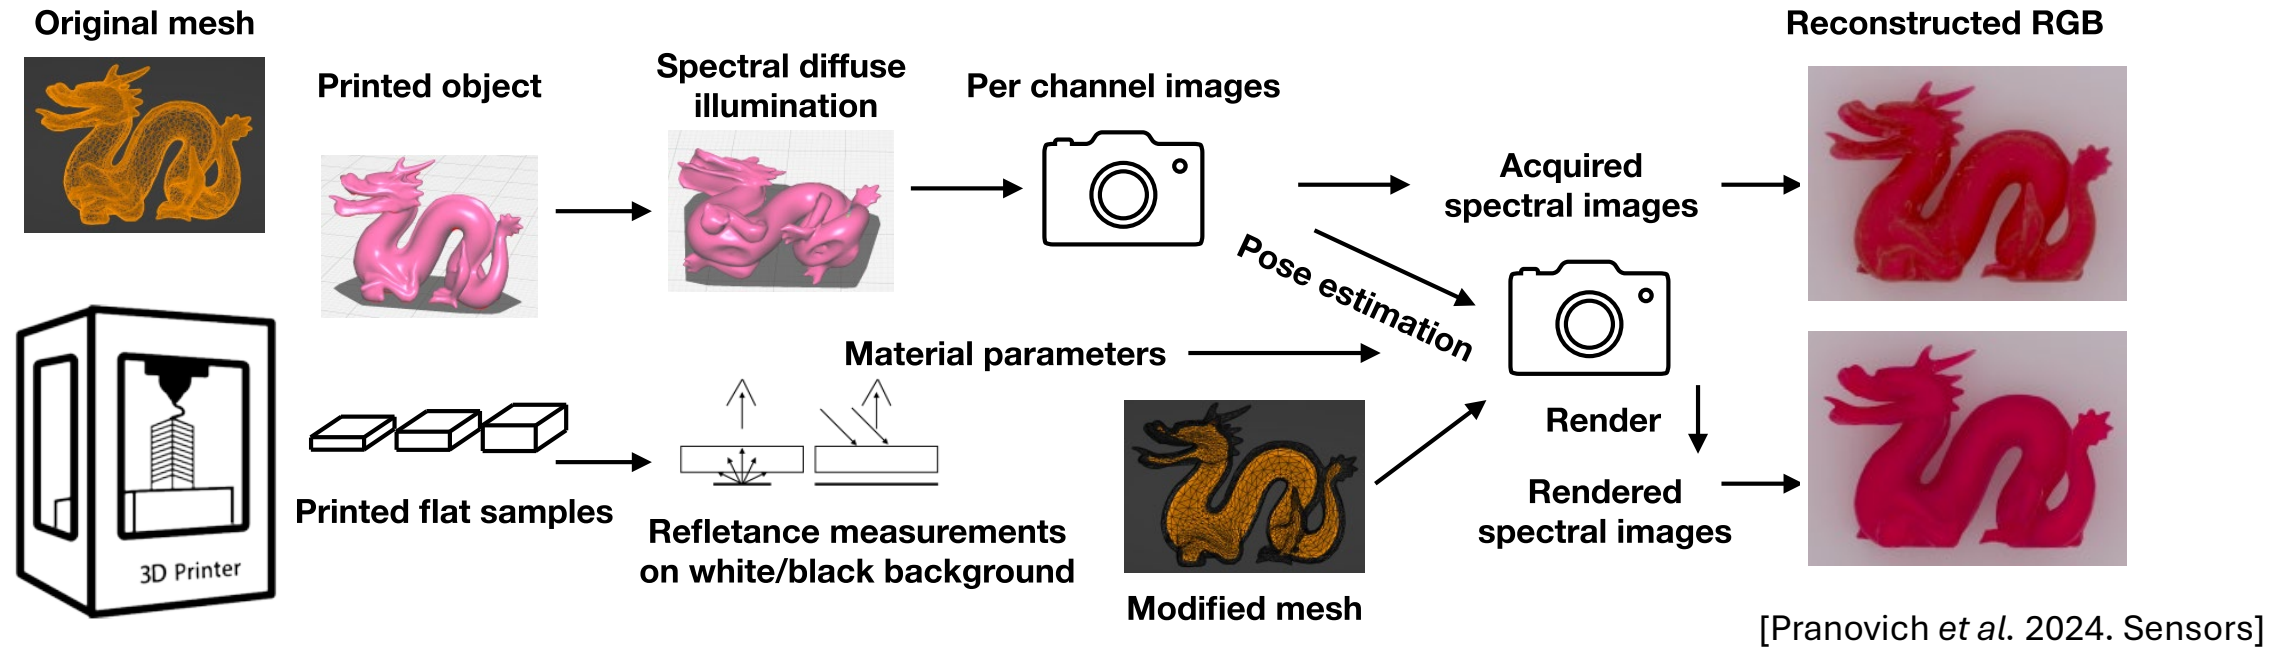 Original mesh
Printed object
Spectral diffuse
illumination
Per channel images
Acquired
spectral images
Reconstructed RGB
Pose estimation
Material parameters
Render
Rendered
spectral images
3D Printer
Printed flat samples
Refletance measurements
on white/black background
Modified mesh
[Pranovich et al. 2024. Sensors]